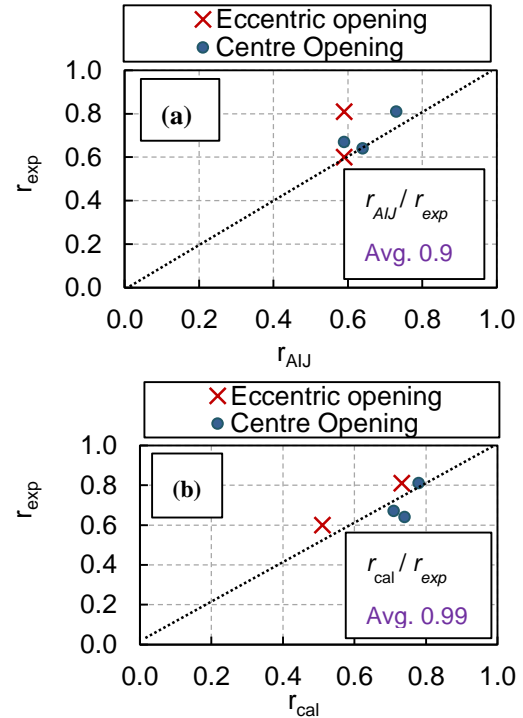 Eccentric opening
Centre Opening
1.0
0.8
0.6
0.4
0.2
0.0
r_exp
(a)
r_AIJ / r_exp
Avg. 0.9
0.0 0.2 0.4 0.6 0.8 1.0
r_AIJ
Eccentric opening
Centre Opening
1.0
0.8
0.6
0.4
0.2
0.0
r_exp
(b)
r_cal / r_exp
Avg. 0.99
0.0 0.2 0.4 0.6 0.8 1.0
r_cal